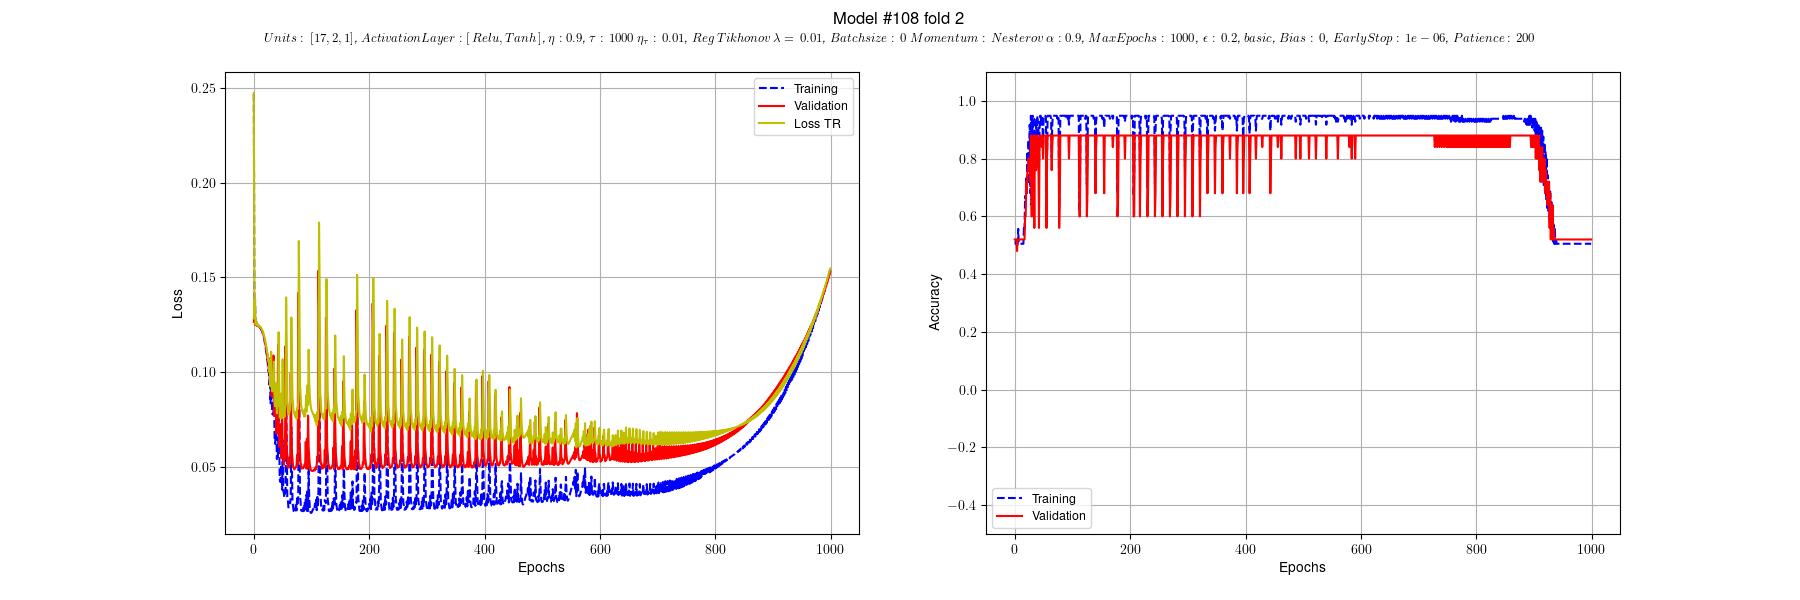 Model #108 fold 2
Units : [17, 2, 1], ActivationLayer : [ Relu, Tanh ], η : 0.9, τ : 1000 ητ : 0.01, Reg Tikhonov λ = 0.01, Batchsize : 0 Momentum : Nesterov α : 0.9, MaxEpochs : 1000, ϵ : 0.2, basic, Bias : 0, EarlyStop : 1e − 06, Patience : 200
0.25
0.20
0.15
0.10
0.05
Loss
0 200 400 600 800 1000
Epochs
Training
Validation
Loss TR
1.0
0.8
0.6
0.4
0.2
0.0
−0.2
−0.4
Accuracy
0 200 400 600 800 1000
Epochs
Training
Validation